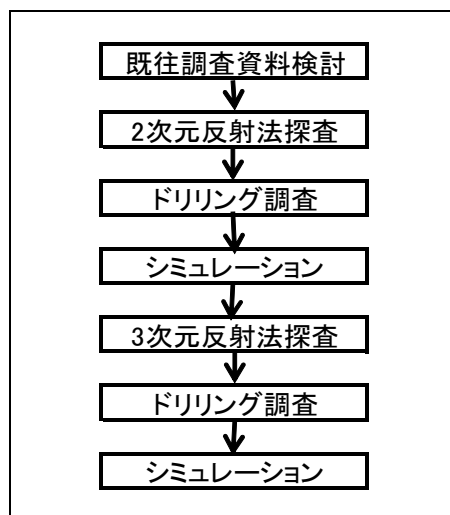 既往調査資料検討
2次元反射法探査
ドリリング調査
シミュレーション
3次元反射法探査
ドリリング調査
シミュレーション